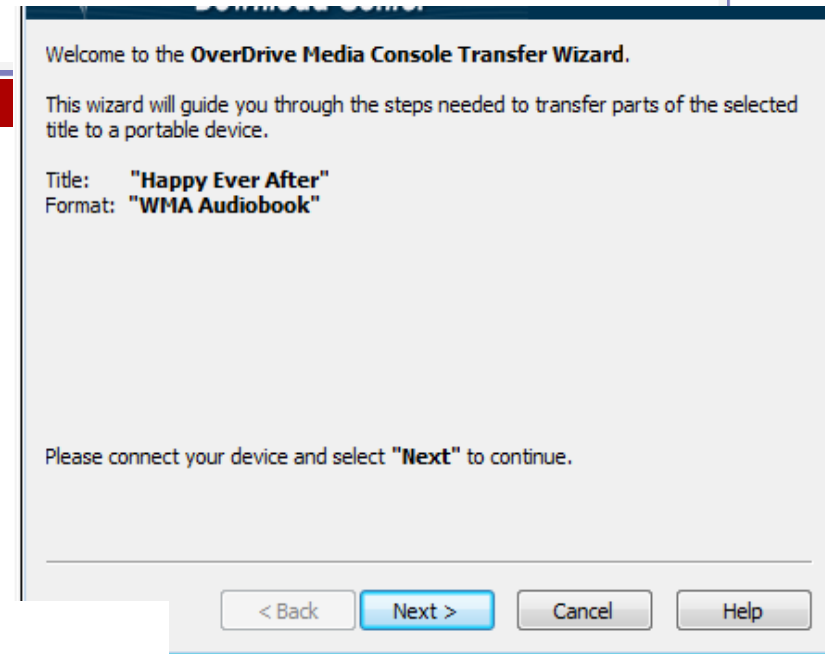 Welcome to the OverDrive Media Console Transfer Wizard.
This wizard will guide you through the steps needed to transfer parts of the selected
title to a portable device.
Title: "Happy Ever After"
Format: "WMA Audiobook"
Please connect your device and select "Next" to continue.
< Back Next > Cancel Help